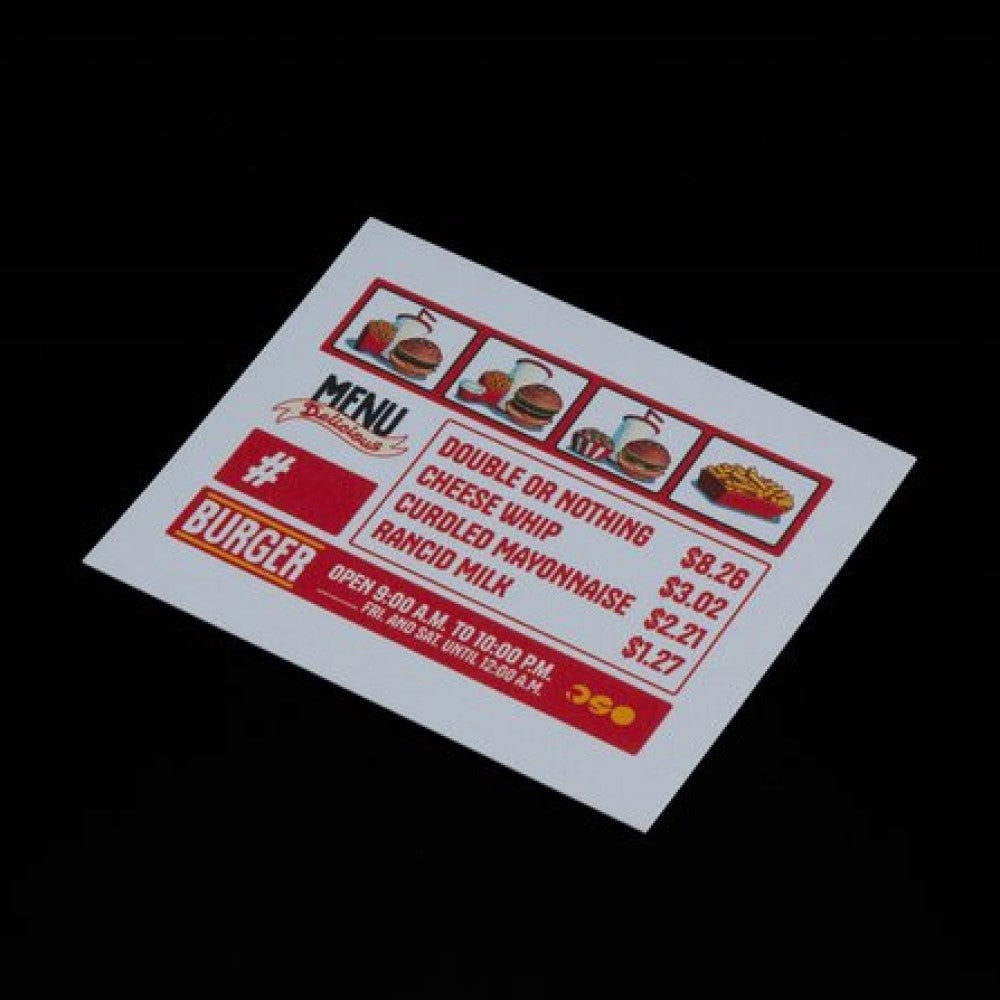 MENU
Delicious
#
DOUBLE OR NOTHING $8.26
CHEESE WHIP $3.02
CURDLED MAYONNAISE $2.21
RANCID MILK $1.27
BURGER
OPEN 9:00 A.M. TO 10:00 P.M.
FRI. AND SAT. UNTIL 12:00 A.M.